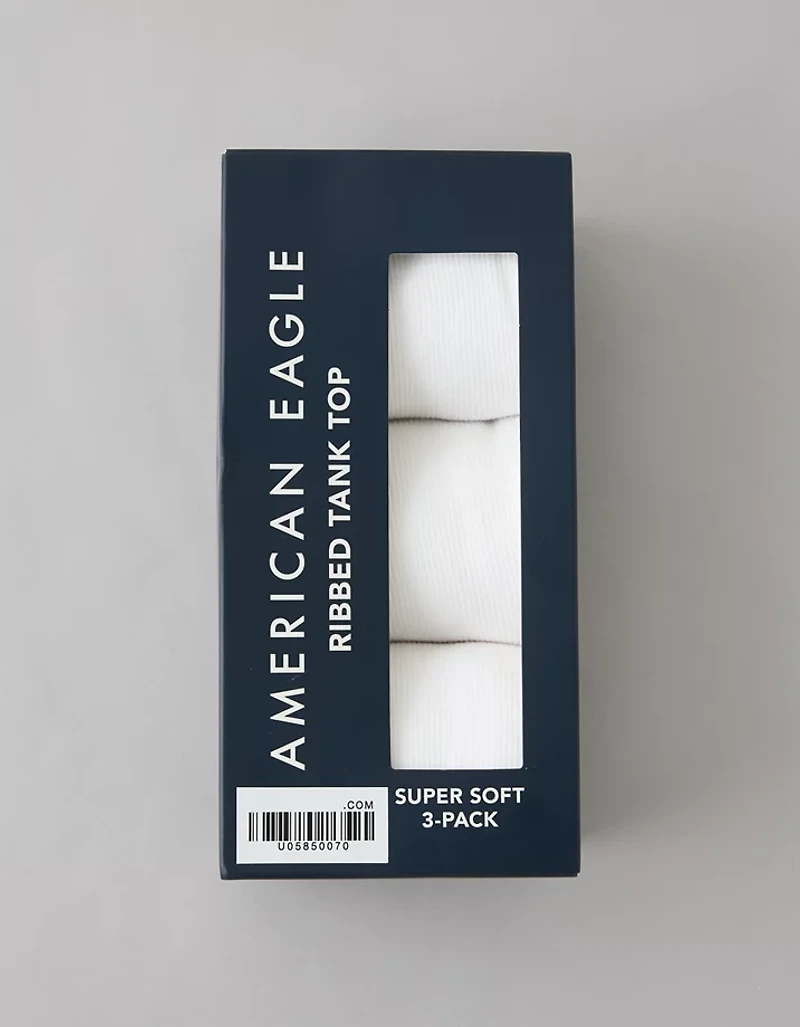 AMERICAN EAGLE
RIBBED TANK TOP
SUPER SOFT
3-PACK
.COM
U05850070